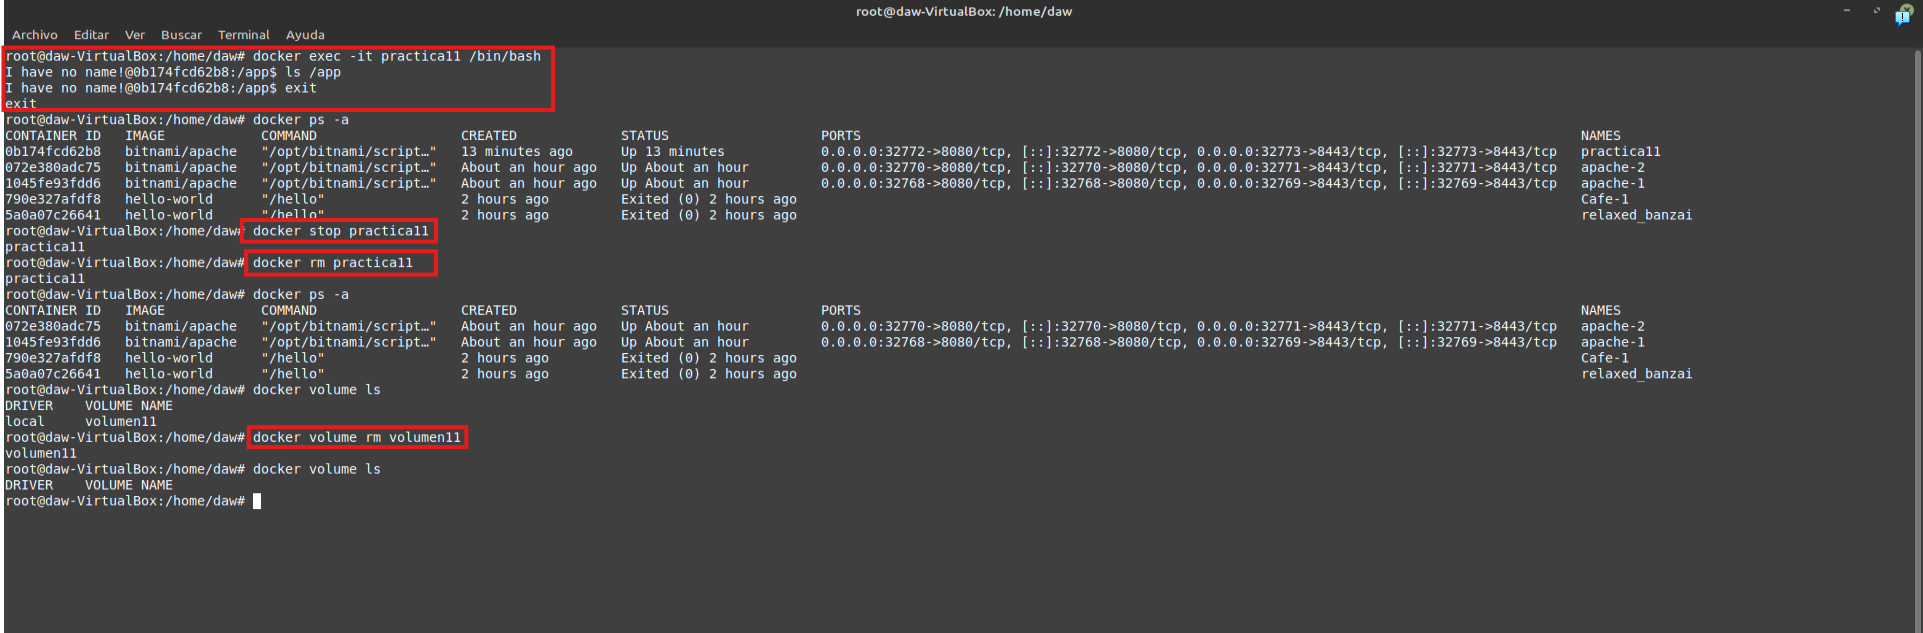 root@daw-VirtualBox: /home/daw
Archivo Editar Ver Buscar Terminal Ayuda
root@daw-VirtualBox:/home/daw# docker exec -it practica11 /bin/bash
I have no name!@0b174fcd62b8:/app$ ls /app
I have no name!@0b174fcd62b8:/app$ exit
exit
root@daw-VirtualBox:/home/daw# docker ps -a
CONTAINER ID   IMAGE            COMMAND                  CREATED             STATUS                   PORTS                                                                                          NAMES
0b174fcd62b8   bitnami/apache   "/opt/bitnami/script…"   13 minutes ago      Up 13 minutes            0.0.0.0:32772->8080/tcp, [::]:32772->8080/tcp, 0.0.0.0:32773->8443/tcp, [::]:32773->8443/tcp   practica11
072e380adc75   bitnami/apache   "/opt/bitnami/script…"   About an hour ago   Up About an hour         0.0.0.0:32770->8080/tcp, [::]:32770->8080/tcp, 0.0.0.0:32771->8443/tcp, [::]:32771->8443/tcp   apache-2
1045fe93fdd6   bitnami/apache   "/opt/bitnami/script…"   About an hour ago   Up About an hour         0.0.0.0:32768->8080/tcp, [::]:32768->8080/tcp, 0.0.0.0:32769->8443/tcp, [::]:32769->8443/tcp   apache-1
790e327afdf8   hello-world      "/hello"                 2 hours ago         Exited (0) 2 hours ago                                                                                                  Cafe-1
5a0a07c26641   hello-world      "/hello"                 2 hours ago         Exited (0) 2 hours ago                                                                                                  relaxed_banzai
root@daw-VirtualBox:/home/daw# docker stop practica11
practica11
root@daw-VirtualBox:/home/daw# docker rm practica11
practica11
root@daw-VirtualBox:/home/daw# docker ps -a
CONTAINER ID   IMAGE            COMMAND                  CREATED             STATUS                   PORTS                                                                                          NAMES
072e380adc75   bitnami/apache   "/opt/bitnami/script…"   About an hour ago   Up About an hour         0.0.0.0:32770->8080/tcp, [::]:32770->8080/tcp, 0.0.0.0:32771->8443/tcp, [::]:32771->8443/tcp   apache-2
1045fe93fdd6   bitnami/apache   "/opt/bitnami/script…"   About an hour ago   Up About an hour         0.0.0.0:32768->8080/tcp, [::]:32768->8080/tcp, 0.0.0.0:32769->8443/tcp, [::]:32769->8443/tcp   apache-1
790e327afdf8   hello-world      "/hello"                 2 hours ago         Exited (0) 2 hours ago                                                                                                  Cafe-1
5a0a07c26641   hello-world      "/hello"                 2 hours ago         Exited (0) 2 hours ago                                                                                                  relaxed_banzai
root@daw-VirtualBox:/home/daw# docker volume ls
DRIVER    VOLUME NAME
local     volumen11
root@daw-VirtualBox:/home/daw# docker volume rm volumen11
volumen11
root@daw-VirtualBox:/home/daw# docker volume ls
DRIVER    VOLUME NAME
root@daw-VirtualBox:/home/daw#